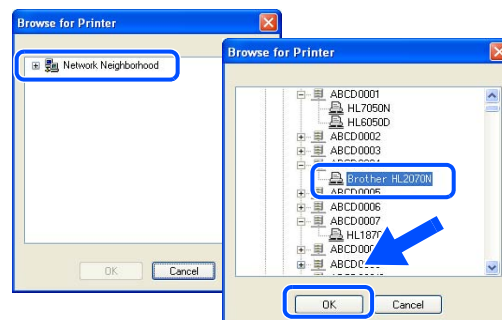 Browse for Printer
Network Neighborhood
OK
Cancel
Browse for Printer
ABCD0001
HL7050N
HL6050D
ABCD0002
ABCD0003
Brother HL2070N
ABCD0005
ABCD0006
ABCD0007
OK
Cancel